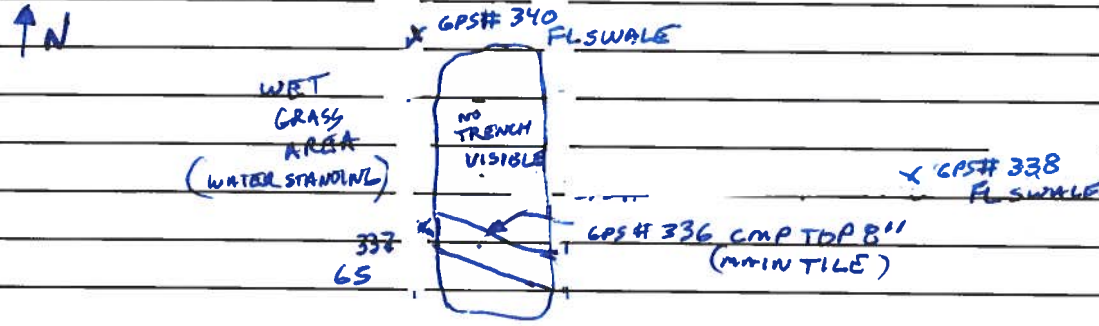 N
GPS# 340
FL SWALE
WET
GRASS
AREA
(WATER STANDING)
NO
TRENCH
VISIBLE
GPS# 338
FL SWALE
337
65
GPS# 336 CMP TOP 8"
(MAIN TILE)